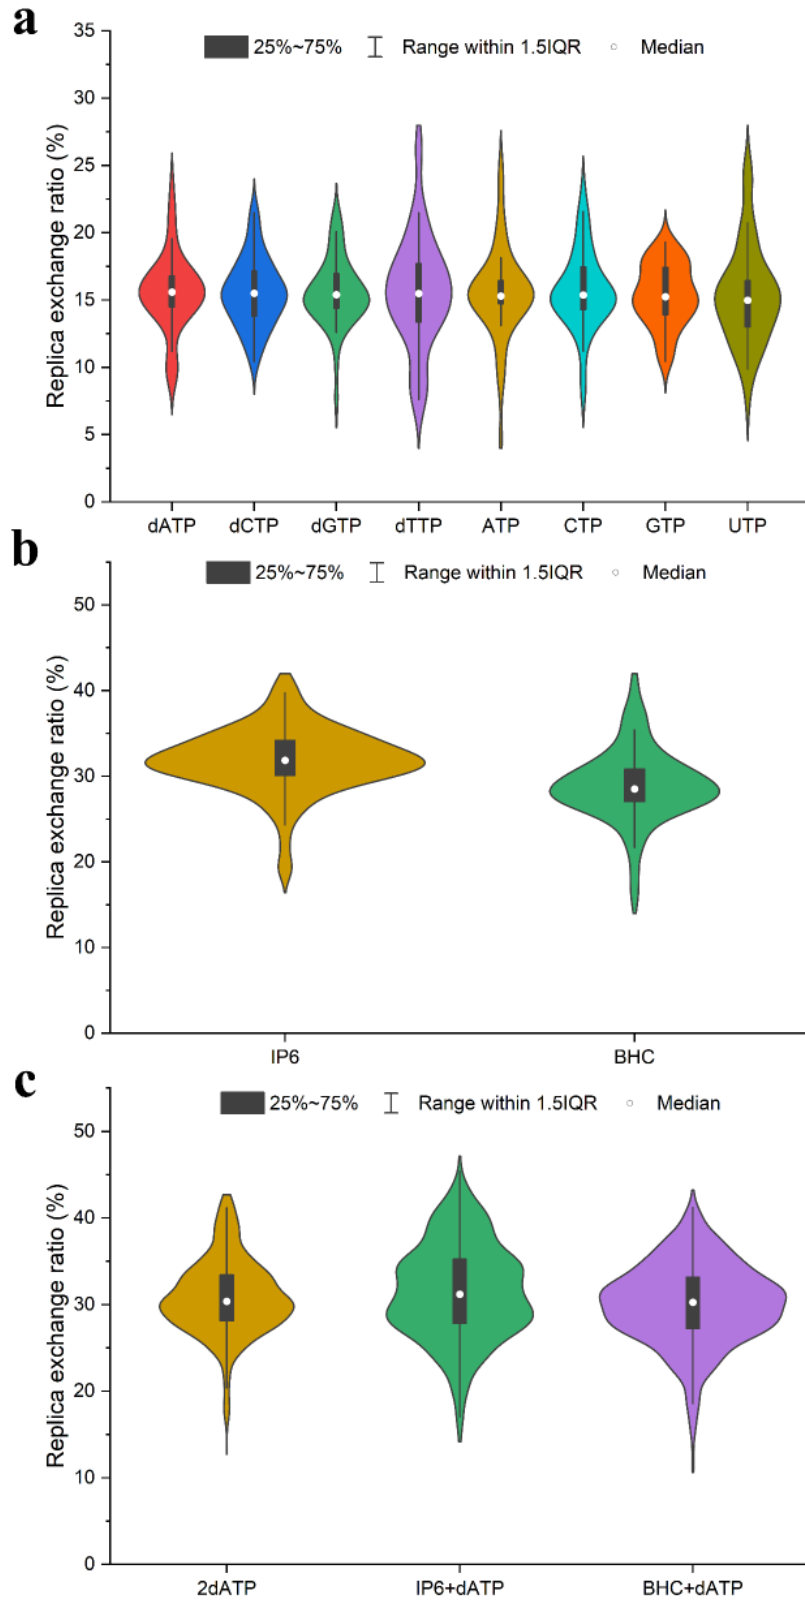 a
35
25%~75% Range within 1.5IQR Median
30
25
20
15
10
5
0
Replica exchange ratio (%)
dATP dCTP dGTP dTTP ATP CTP GTP UTP
b
25%~75% Range within 1.5IQR Median
50
40
30
20
10
0
Replica exchange ratio (%)
IP6 BHC
c
25%~75% Range within 1.5IQR Median
50
40
30
20
10
0
Replica exchange ratio (%)
2dATP IP6+dATP BHC+dATP